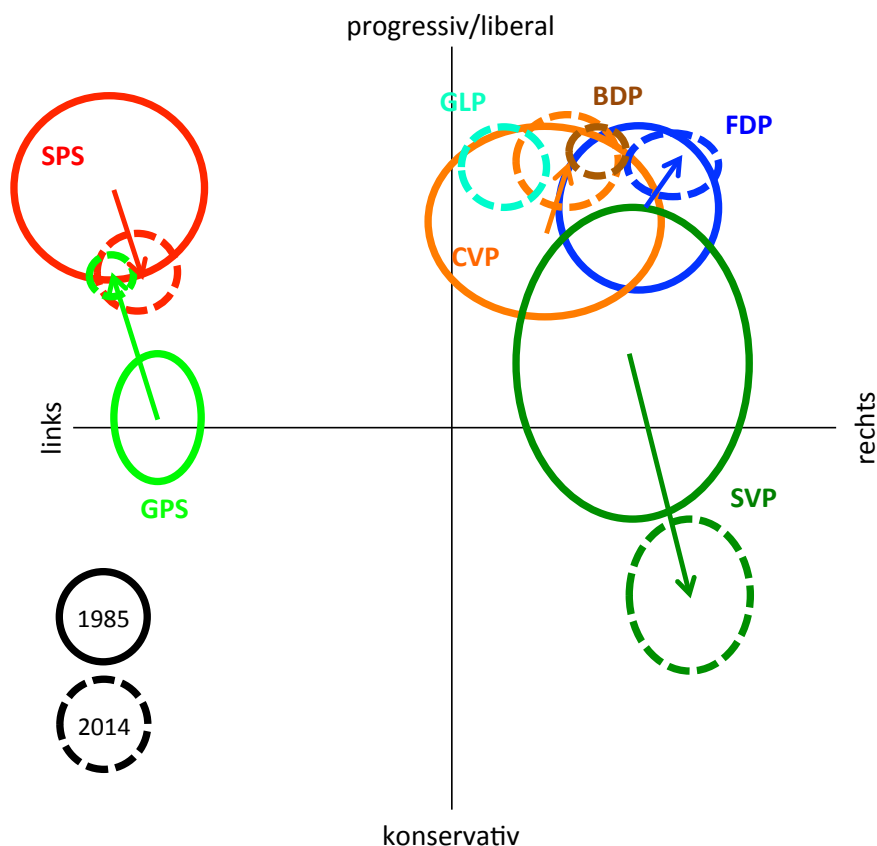 progressiv/liberal
GLP
BDP
FDP
SPS
CVP
links
rechts
GPS
SVP
1985
2014
konservativ